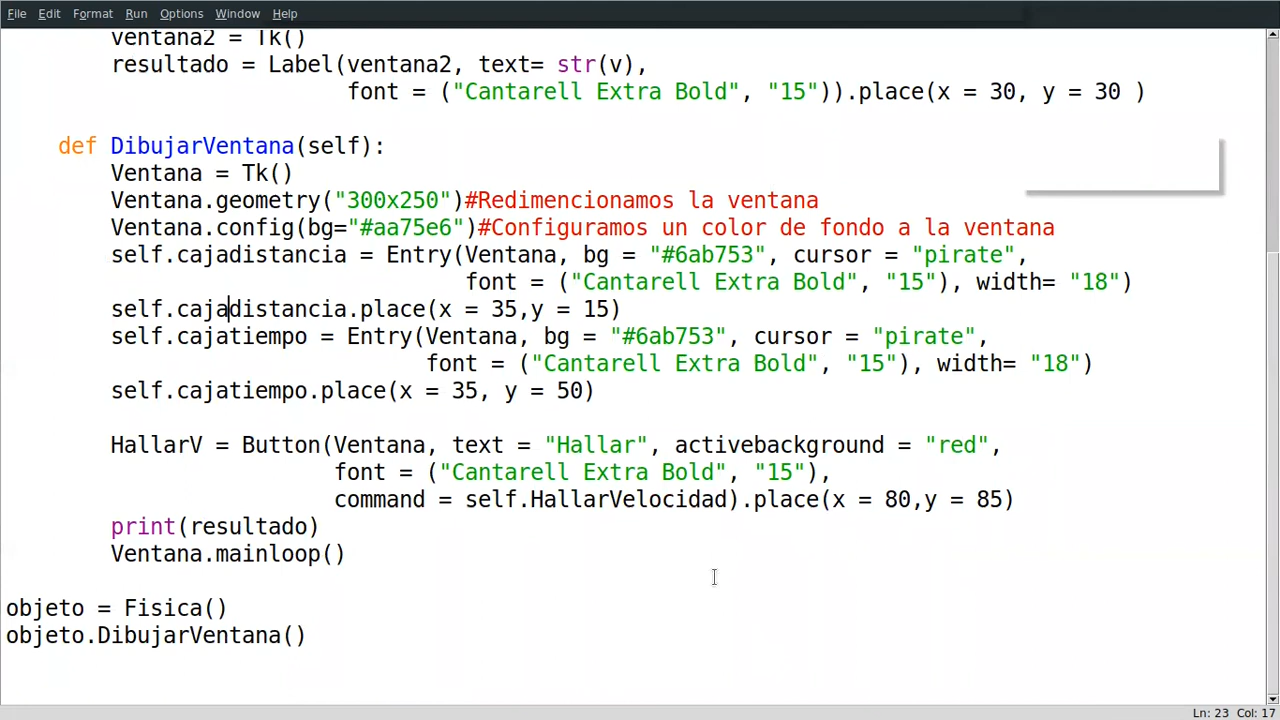 File Edit Format Run Options Window Help
ventana2 = Tk()
resultado = Label(ventana2, text= str(v),
font = ("Cantarell Extra Bold", "15")).place(x = 30, y = 30 )
def DibujarVentana(self):
Ventana = Tk()
Ventana.geometry("300x250")#Redimencionamos la ventana
Ventana.config(bg="#aa75e6")#Configuramos un color de fondo a la ventana
self.cajadistancia = Entry(Ventana, bg = "#6ab753", cursor = "pirate",
font = ("Cantarell Extra Bold", "15"), width= "18")
self.cajadistancia.place(x = 35,y = 15)
self.cajatiempo = Entry(Ventana, bg = "#6ab753", cursor = "pirate",
font = ("Cantarell Extra Bold", "15"), width= "18")
self.cajatiempo.place(x = 35, y = 50)
HallarV = Button(Ventana, text = "Hallar", activebackground = "red",
font = ("Cantarell Extra Bold", "15"),
command = self.HallarVelocidad).place(x = 80,y = 85)
print(resultado)
Ventana.mainloop()
objeto = Fisica()
objeto.DibujarVentana()
Ln: 23 Col: 17